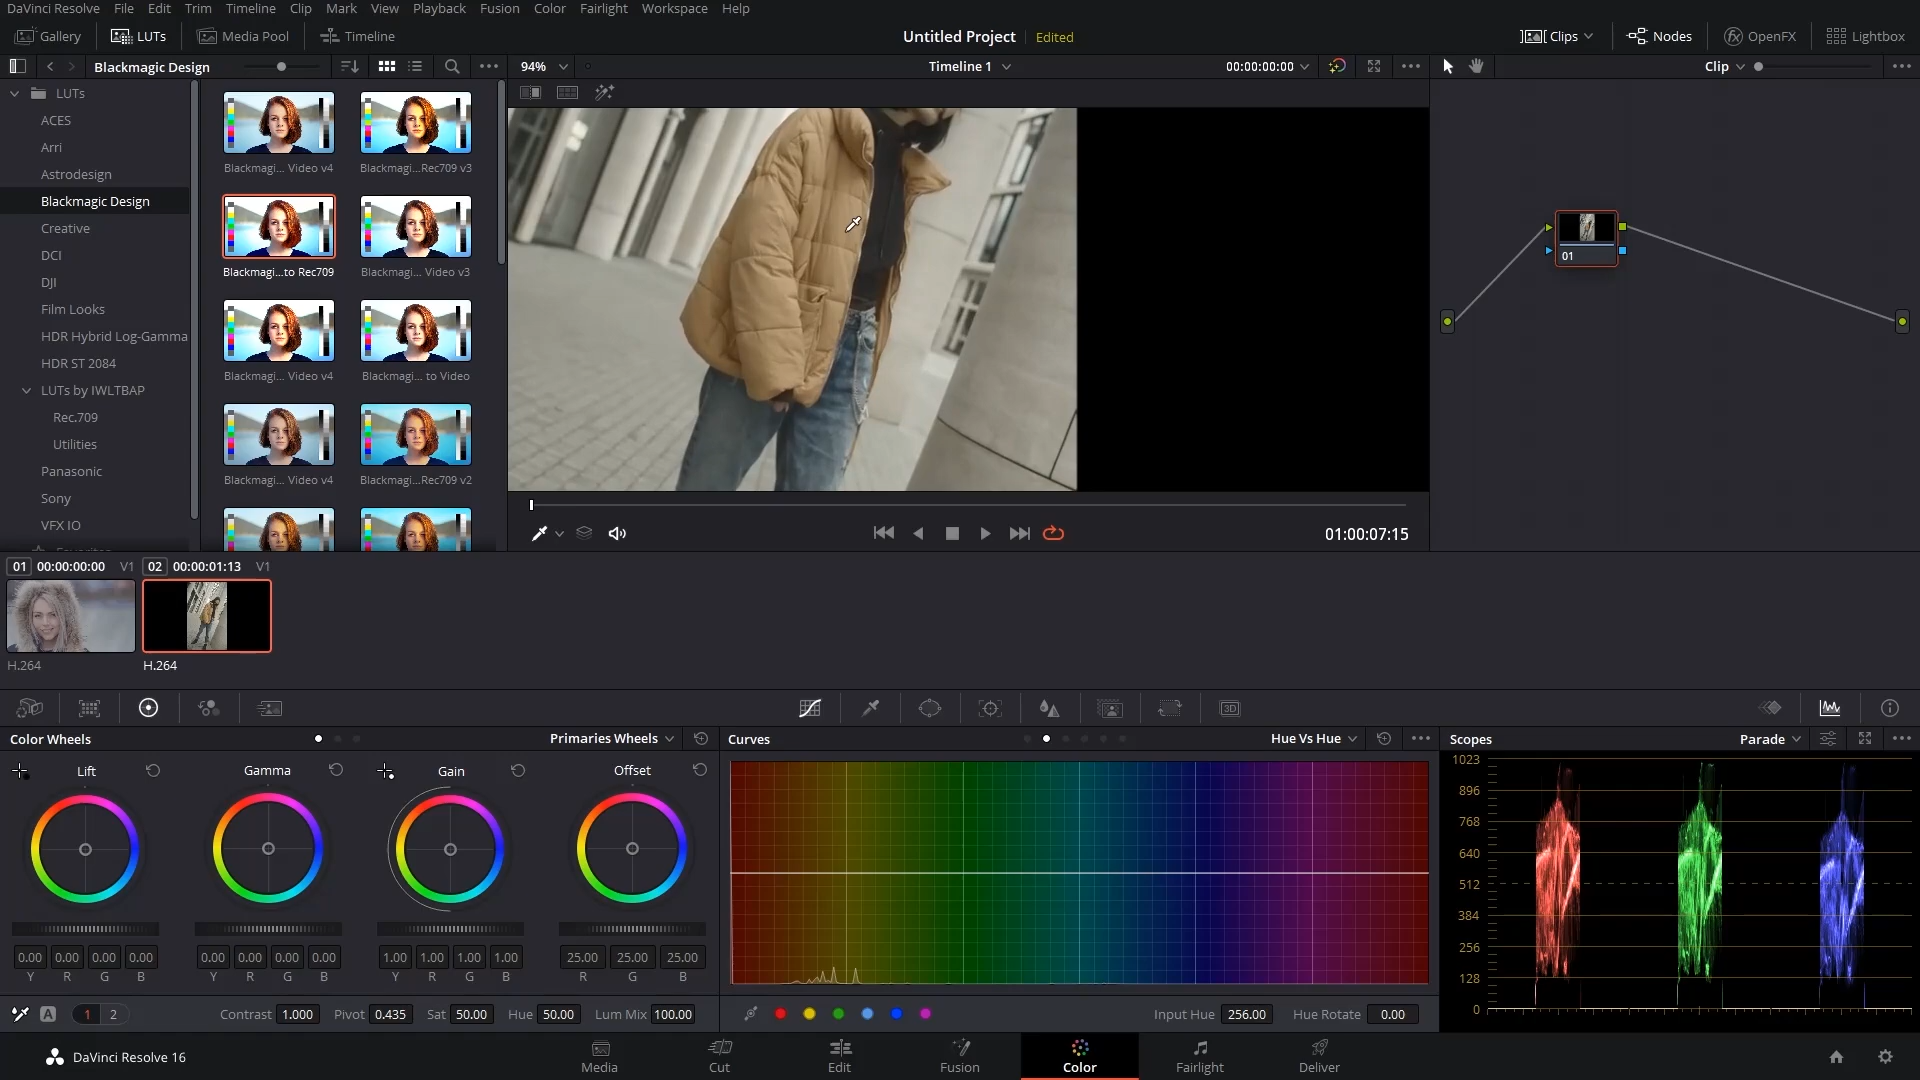 DaVinci Resolve File Edit Trim Timeline Clip Mark View Playback Fusion Color Fairlight Workspace Help
Gallery LUTs Media Pool Timeline Untitled Project Edited Clips Nodes OpenFX Lightbox
Blackmagic Design 94% Timeline 1 00:00:00:00 Clip
LUTs
ACES
Arri
Astrodesign
Blackmagic Design
Creative
DCI
DJI
Film Looks
HDR Hybrid Log-Gamma
HDR ST 2084
LUTs by IWLTBAP
Rec.709
Utilities
Panasonic
Sony
VFX IO
Blackmagi... Video v4 Blackmagi...Rec709 v3
Blackmagi...to Rec709 Blackmagi... Video v3
Blackmagi... Video v4 Blackmagi... to Video
Blackmagi... Video v4 Blackmagi...Rec709 v2
01
01:00:07:15
01 00:00:00:00 V1 02 00:00:01:13 V1
H.264 H.264
3D
Color Wheels Primaries Wheels
Lift Gamma Gain Offset
0.00 0.00 0.00 0.00 0.00 0.00 0.00 0.00 1.00 1.00 1.00 1.00 25.00 25.00 25.00
Y R G B Y R G B Y R G B R G B
A 1 2 Contrast 1.000 Pivot 0.435 Sat 50.00 Hue 50.00 Lum Mix 100.00
Curves Hue Vs Hue
Input Hue 256.00 Hue Rotate 0.00
Scopes Parade
1023
896
768
640
512
384
256
128
0
DaVinci Resolve 16 Media Cut Edit Fusion Color Fairlight Deliver